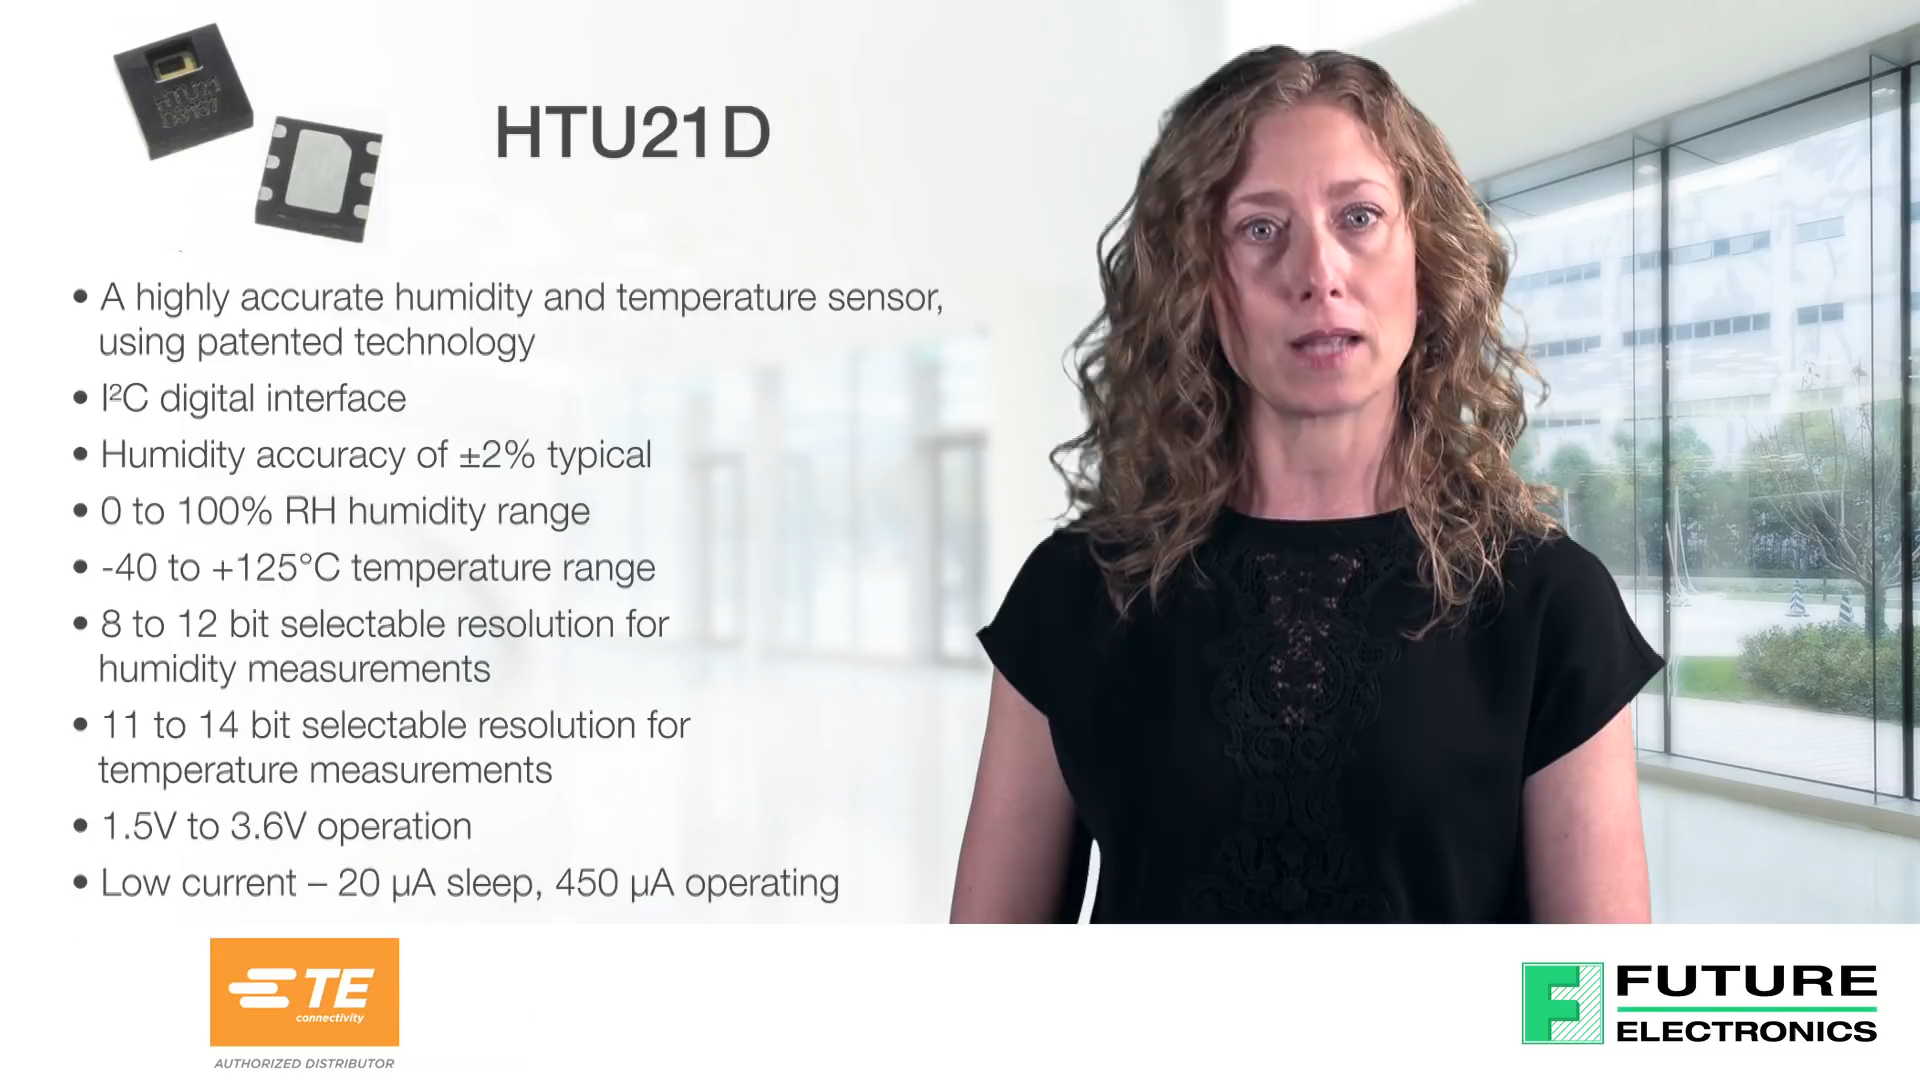 HTU21
HTU21D
• A highly accurate humidity and temperature sensor,
using patented technology
• I²C digital interface
• Humidity accuracy of ±2% typical
• 0 to 100% RH humidity range
• -40 to +125°C temperature range
• 8 to 12 bit selectable resolution for
humidity measurements
• 11 to 14 bit selectable resolution for
temperature measurements
• 1.5V to 3.6V operation
• Low current – 20 µA sleep, 450 µA operating
TE
connectivity
AUTHORIZED DISTRIBUTOR
F
FUTURE
ELECTRONICS